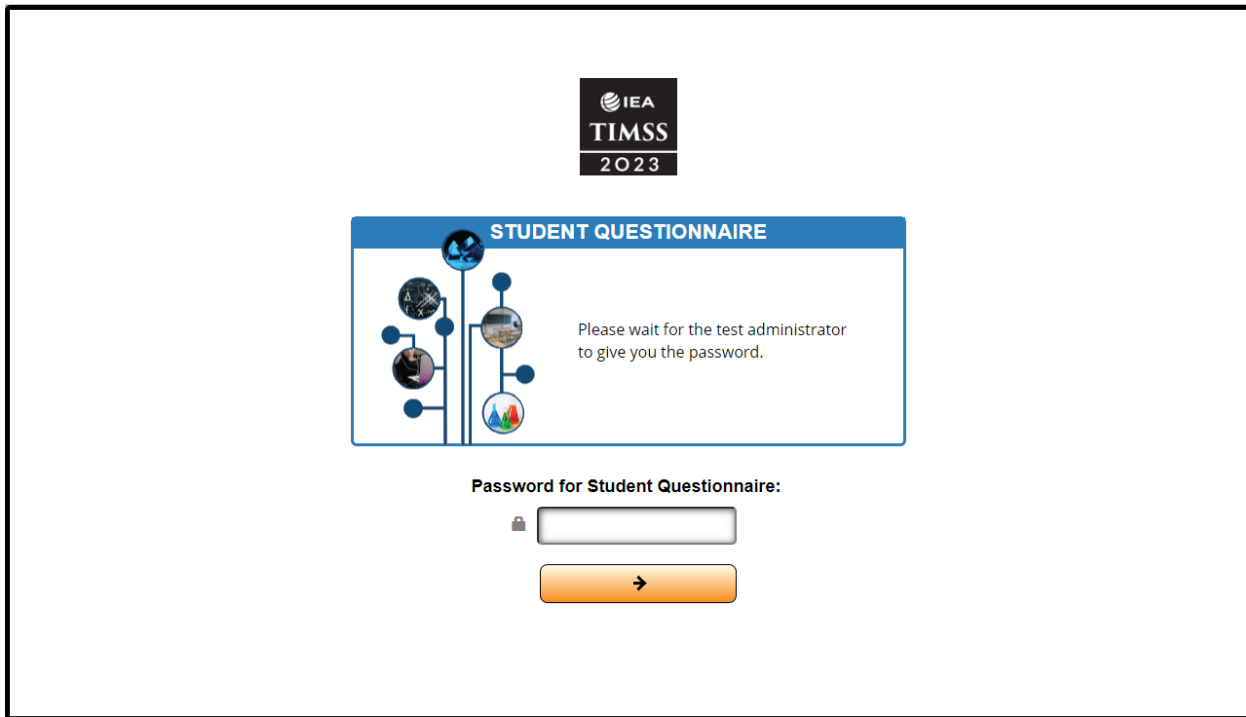 IEA
TIMSS
2023
STUDENT QUESTIONNAIRE
Please wait for the test administrator
to give you the password.
Password for Student Questionnaire: